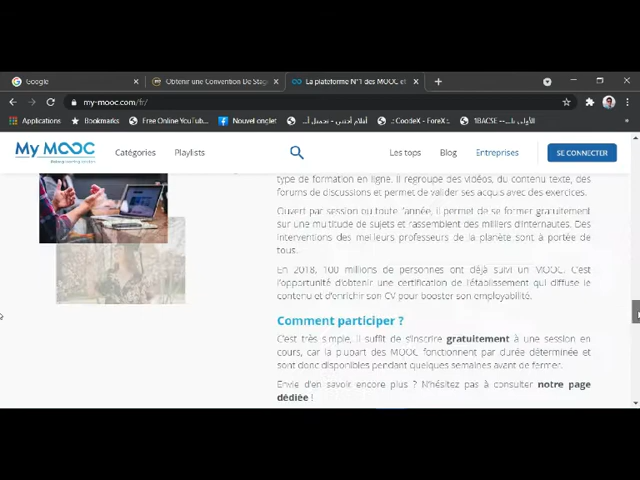 Google
Obtenir une Convention De Stag
La plateforme N°1 des MOOC et
my-mooc.com/fr/
Applications
Bookmarks
Free Online YouTub...
Nouvel onglet
أفلام أجنبي - تحميل أ...
.: CoodeX - ForeX :.
1BACSE --الأولى باك
My MOOC
Catégories
Playlists
Les tops
Blog
Entreprises
SE CONNECTER
type de formation en ligne. Il regroupe des vidéos, du contenu texte, des
forums de discussions et permet de valider ses acquis avec des exercices.
Ouvert par session ou toute l'année, il permet de se former gratuitement
sur une multitude de sujets et rassemblent des milliers d'internautes. Des
interventions des meilleurs professeurs de la planète sont à portée de
tous.
En 2018, 100 millions de personnes ont déjà suivi un MOOC. C'est
l'opportunité d'obtenir une certification de l'établissement qui diffuse le
contenu et d'enrichir son CV pour booster son employabilité.
Comment participer ?
C'est très simple, il suffit de s'inscrire gratuitement à une session en
cours, car la plupart des MOOC fonctionnent par durée déterminée et
sont donc disponibles pendant quelques semaines avant de fermer.
Envie d'en savoir encore plus ? N'hésitez pas à consulter notre page
dédiée !